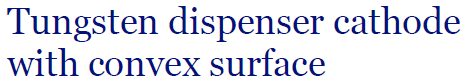 Tungsten dispenser cathode
with convex surface